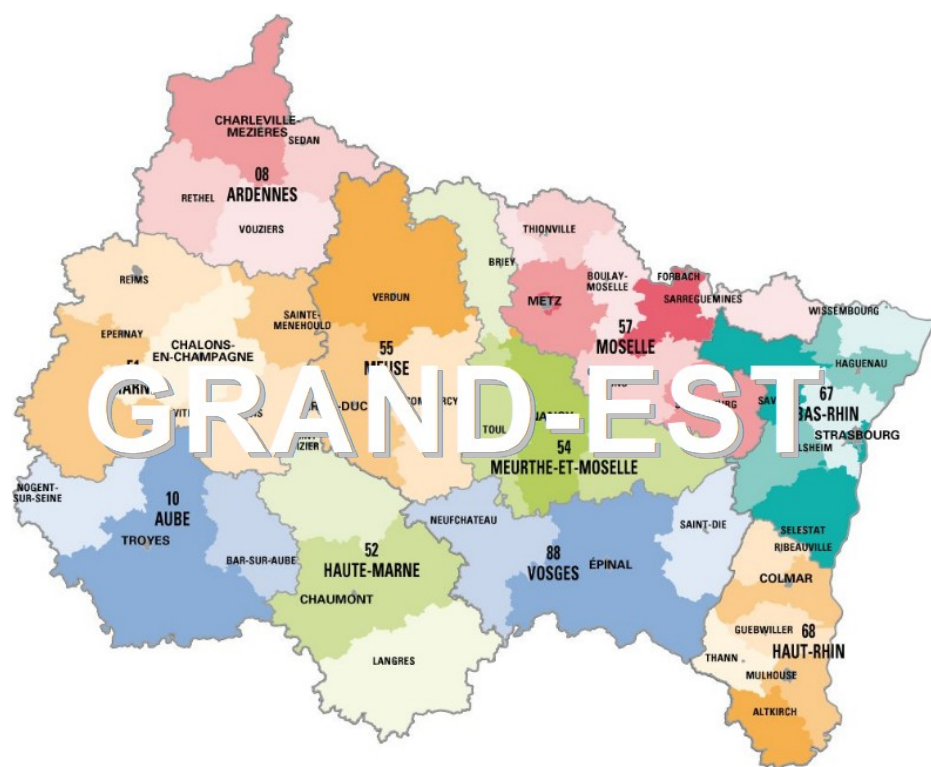 CHARLEVILLE-
MEZIÈRES
SEDAN
08
ARDENNES
RETHEL
VOUZIERS
THIONVILLE
BRIEY
REIMS
BOULAY-
MOSELLE
FORBACH
METZ
SARREGUEMINES
VERDUN
WISSEMBOURG
SAINTE-
MENEHOULD
EPERNAY
57
MOSELLE
CHALONS-
EN-CHAMPAGNE
55
MEUSE
HAGUENAU
67
BAS-RHIN
GRAND-EST
TOUL
STRASBOURG
54
MEURTHE-ET-MOSELLE
NOGENT-
SUR-SEINE
10
AUBE
TROYES
BAR-SUR-AUBE
NEUFCHATEAU
SAINT-DIE
SELESTAT
RIBEAUVILLE
52
HAUTE-MARNE
88
VOSGES
ÉPINAL
COLMAR
CHAUMONT
GUEBWILLER
68
HAUT-RHIN
LANGRES
THANN
MULHOUSE
ALTKIRCH